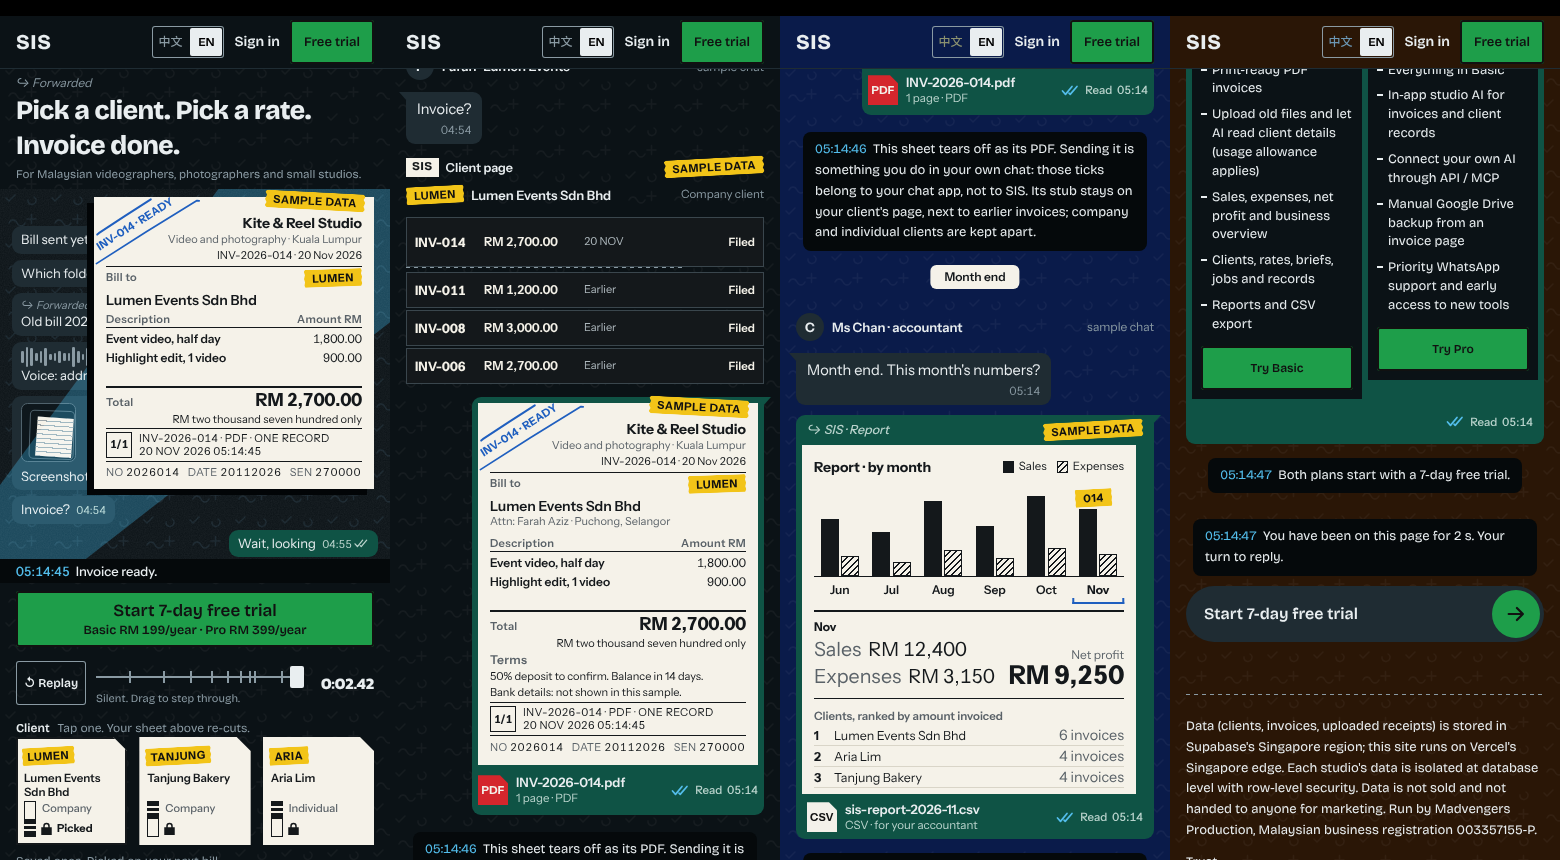 SIS
中文 EN Sign in Free trial
↪ Forwarded
Pick a client. Pick a rate.
Invoice done.
For Malaysian videographers, photographers and small studios.
Bill sent yet
Which fold
↪ Forwarded
Old bill 202
Voice: addr
Screenshot
Invoice? 04:54
SAMPLE DATA
INV-014·READY
Kite & Reel Studio
Video and photography · Kuala Lumpur
INV-2026-014 · 20 Nov 2026
Bill to LUMEN
Lumen Events Sdn Bhd
Description Amount RM
Event video, half day 1,800.00
Highlight edit, 1 video 900.00
Total RM 2,700.00
RM two thousand seven hundred only
1/1 INV-2026-014 · PDF · ONE RECORD
20 NOV 2026 05:14:45
NO 2026014 DATE 20112026 SEN 270000
Wait, looking 04:55
05:14:45 Invoice ready.
Start 7-day free trial
Basic RM 199/year · Pro RM 399/year
Replay
Silent. Drag to step through.
0:02.42
Client Tap one. Your sheet above re-cuts.
LUMEN
Lumen Events
Sdn Bhd
Company
Picked
TANJUNG
Tanjung Bakery
Company
ARIA
Aria Lim
Individual
SIS
中文 EN Sign in Free trial
Invoice?
04:54
SIS Client page SAMPLE DATA
LUMEN Lumen Events Sdn Bhd Company client
INV-014 RM 2,700.00 20 NOV Filed
INV-011 RM 1,200.00 Earlier Filed
INV-008 RM 3,000.00 Earlier Filed
INV-006 RM 2,700.00 Earlier Filed
SAMPLE DATA
INV-014·READY
Kite & Reel Studio
Video and photography · Kuala Lumpur
INV-2026-014 · 20 Nov 2026
Bill to LUMEN
Lumen Events Sdn Bhd
Attn: Farah Aziz · Puchong, Selangor
Description Amount RM
Event video, half day 1,800.00
Highlight edit, 1 video 900.00
Total RM 2,700.00
RM two thousand seven hundred only
Terms
50% deposit to confirm. Balance in 14 days.
Bank details: not shown in this sample.
1/1 INV-2026-014 · PDF · ONE RECORD
20 NOV 2026 05:14:45
NO 2026014 DATE 20112026 SEN 270000
PDF INV-2026-014.pdf
1 page · PDF Read 05:14
05:14:46 This sheet tears off as its PDF. Sending it is
SIS
中文 EN Sign in Free trial
PDF INV-2026-014.pdf
1 page · PDF Read 05:14
05:14:46 This sheet tears off as its PDF. Sending it is
something you do in your own chat: those ticks
belong to your chat app, not to SIS. Its stub stays on
your client's page, next to earlier invoices; company
and individual clients are kept apart.
Month end
C Ms Chan · accountant sample chat
Month end. This month's numbers?
05:14
↪ SIS · Report SAMPLE DATA
Report · by month Sales Expenses
014
Jun Jul Aug Sep Oct Nov
Nov
Sales RM 12,400
Net profit
Expenses RM 3,150 RM 9,250
Clients, ranked by amount invoiced
1 Lumen Events Sdn Bhd 6 invoices
2 Aria Lim 4 invoices
3 Tanjung Bakery 4 invoices
CSV sis-report-2026-11.csv
CSV · for your accountant Read 05:14
SIS
中文 EN Sign in Free trial
– Print-ready PDF
invoices
– Upload old files and let
AI read client details
(usage allowance
applies)
– Sales, expenses, net
profit and business
overview
– Clients, rates, briefs,
jobs and records
– Reports and CSV
export
Try Basic
– Everything in Basic
– In-app studio AI for
invoices and client
records
– Connect your own AI
through API / MCP
– Manual Google Drive
backup from an
invoice page
– Priority WhatsApp
support and early
access to new tools
Try Pro
Read 05:14
05:14:47 Both plans start with a 7-day free trial.
05:14:47 You have been on this page for 2 s. Your
turn to reply.
Start 7-day free trial
Data (clients, invoices, uploaded receipts) is stored in
Supabase's Singapore region; this site runs on Vercel's
Singapore edge. Each studio's data is isolated at database
level with row-level security. Data is not sold and not
handed to anyone for marketing. Run by Madvengers
Production, Malaysian business registration 003357155-P.